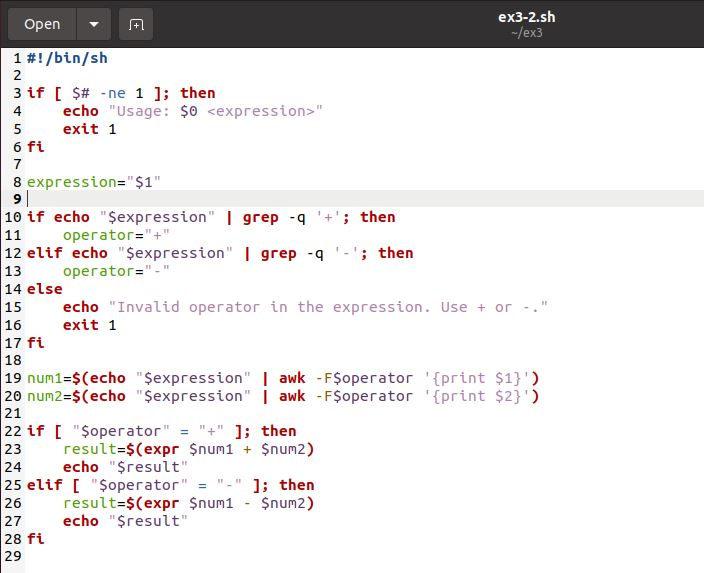 Open
ex3-2.sh
~/ex3
1 #!/bin/sh
2
3 if [ $# -ne 1 ]; then
4     echo "Usage: $0 <expression>"
5     exit 1
6 fi
7
8 expression="$1"
9
10 if echo "$expression" | grep -q '+'; then
11     operator="+"
12 elif echo "$expression" | grep -q '-'; then
13     operator="-"
14 else
15     echo "Invalid operator in the expression. Use + or -."
16     exit 1
17 fi
18
19 num1=$(echo "$expression" | awk -F$operator '{print $1}')
20 num2=$(echo "$expression" | awk -F$operator '{print $2}')
21
22 if [ "$operator" = "+" ]; then
23     result=$(expr $num1 + $num2)
24     echo "$result"
25 elif [ "$operator" = "-" ]; then
26     result=$(expr $num1 - $num2)
27     echo "$result"
28 fi
29